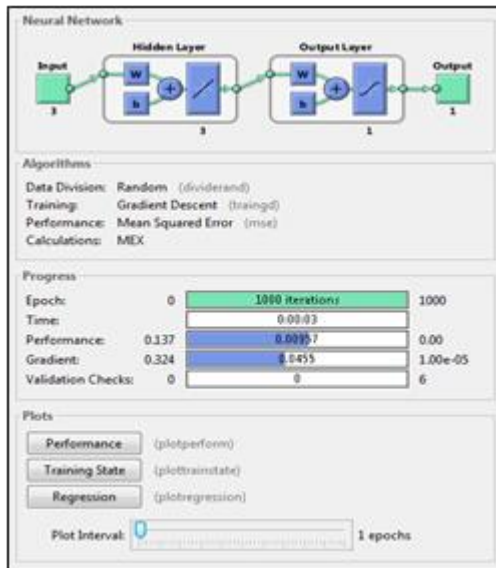 Neural Network
Hidden Layer
Output Layer
Input
Output
W
b
+
W
b
+
3
3
1
1
Algorithms
Data Division: Random (dividerand)
Training: Gradient Descent (traingd)
Performance: Mean Squared Error (mse)
Calculations: MEX
Progress
Epoch: 0 1000 iterations 1000
Time: 0:00:03
Performance: 0.137 0.00957 0.00
Gradient: 0.324 0.0455 1.00e-05
Validation Checks: 0 0 6
Plots
Performance (plotperform)
Training State (plottrainstate)
Regression (plotregression)
Plot Interval: 1 epochs